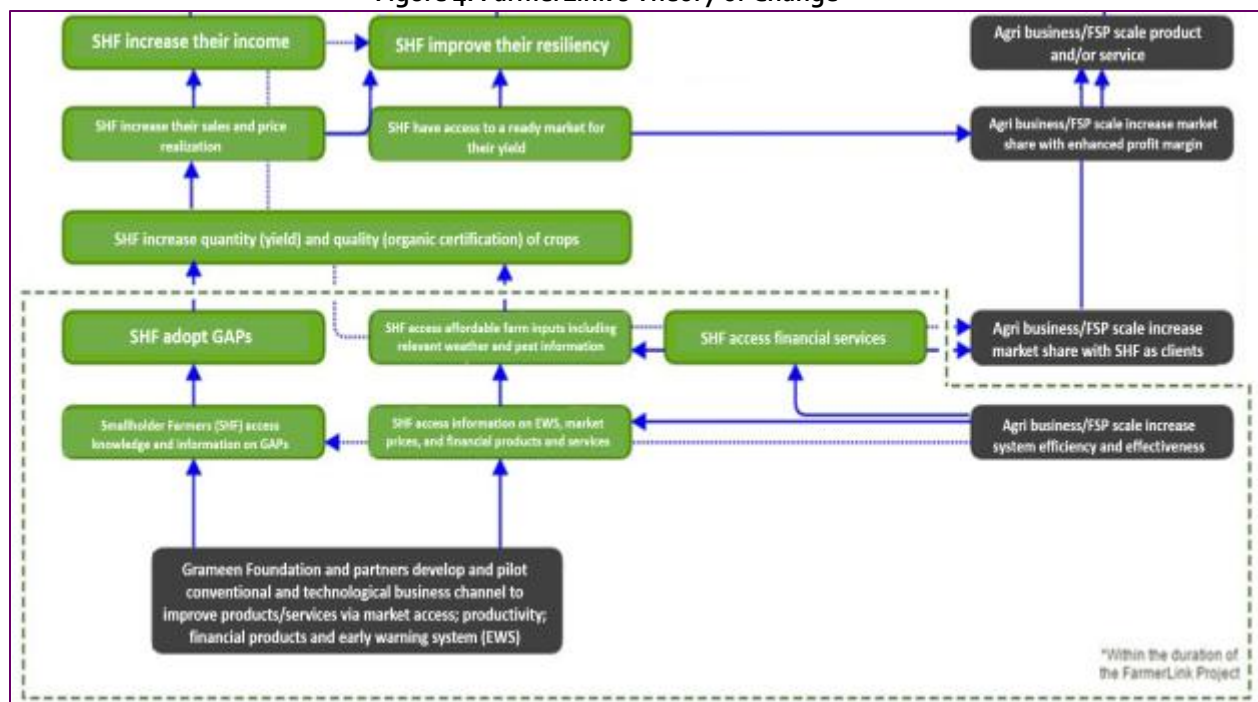 Figure 4. FarmerLink's Theory of Change
SHF increase their income
SHF improve their resiliency
Agri business/FSP scale product
and/or service
SHF increase their sales and price
realization
SHF have access to a ready market for
their yield
Agri business/FSP scale increase market
share with enhanced profit margin
SHF increase quantity (yield) and quality (organic certification) of crops
SHF adopt GAPs
SHF access affordable farm inputs including
relevant weather and pest information
SHF access financial services
Agri business/FSP scale increase
market share with SHF as clients
Smallholder Farmers (SHF) access
knowledge and information on GAPs
SHF access information on EWS, market
prices, and financial products and services
Agri business/FSP scale increase
system efficiency and effectiveness
Grameen Foundation and partners develop and pilot
conventional and technological business channel to
improve products/services via market access; productivity;
financial products and early warning system (EWS)
*Within the duration of
the FarmerLink Project